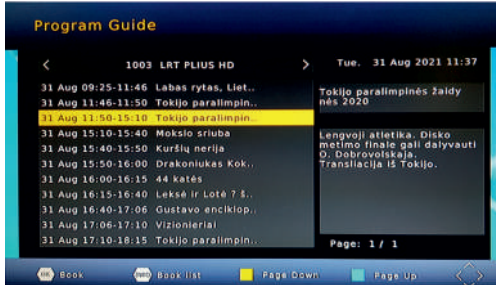 Program Guide
< 1003 LRT PLIUS HD >
Tue. 31 Aug 2021 11:37
31 Aug 09:25-11:46 Labas rytas, Liet..
31 Aug 11:46-11:50 Tokijo paralimpin..
31 Aug 11:50-15:10 Tokijo paralimpin..
31 Aug 15:10-15:40 Mokslo sriuba
31 Aug 15:40-15:50 Kuršių nerija
31 Aug 15:50-16:00 Drakoniukas Kok..
31 Aug 16:00-16:15 44 katės
31 Aug 16:15-16:40 Leksė ir Lotė ? š..
31 Aug 16:40-17:06 Gustavo enciklop..
31 Aug 17:06-17:10 Vizionieriai
31 Aug 17:10-18:15 Tokijo paralimpin..
Tokijo paralimpinės žaidy
nės 2020
Lengvoji atletika. Disko
metimo finale gali dalyvauti
O. Dobrovolskaja.
Transliacija iš Tokijo.
Page: 1/ 1
OK Book INFO Book list Page Down Page Up